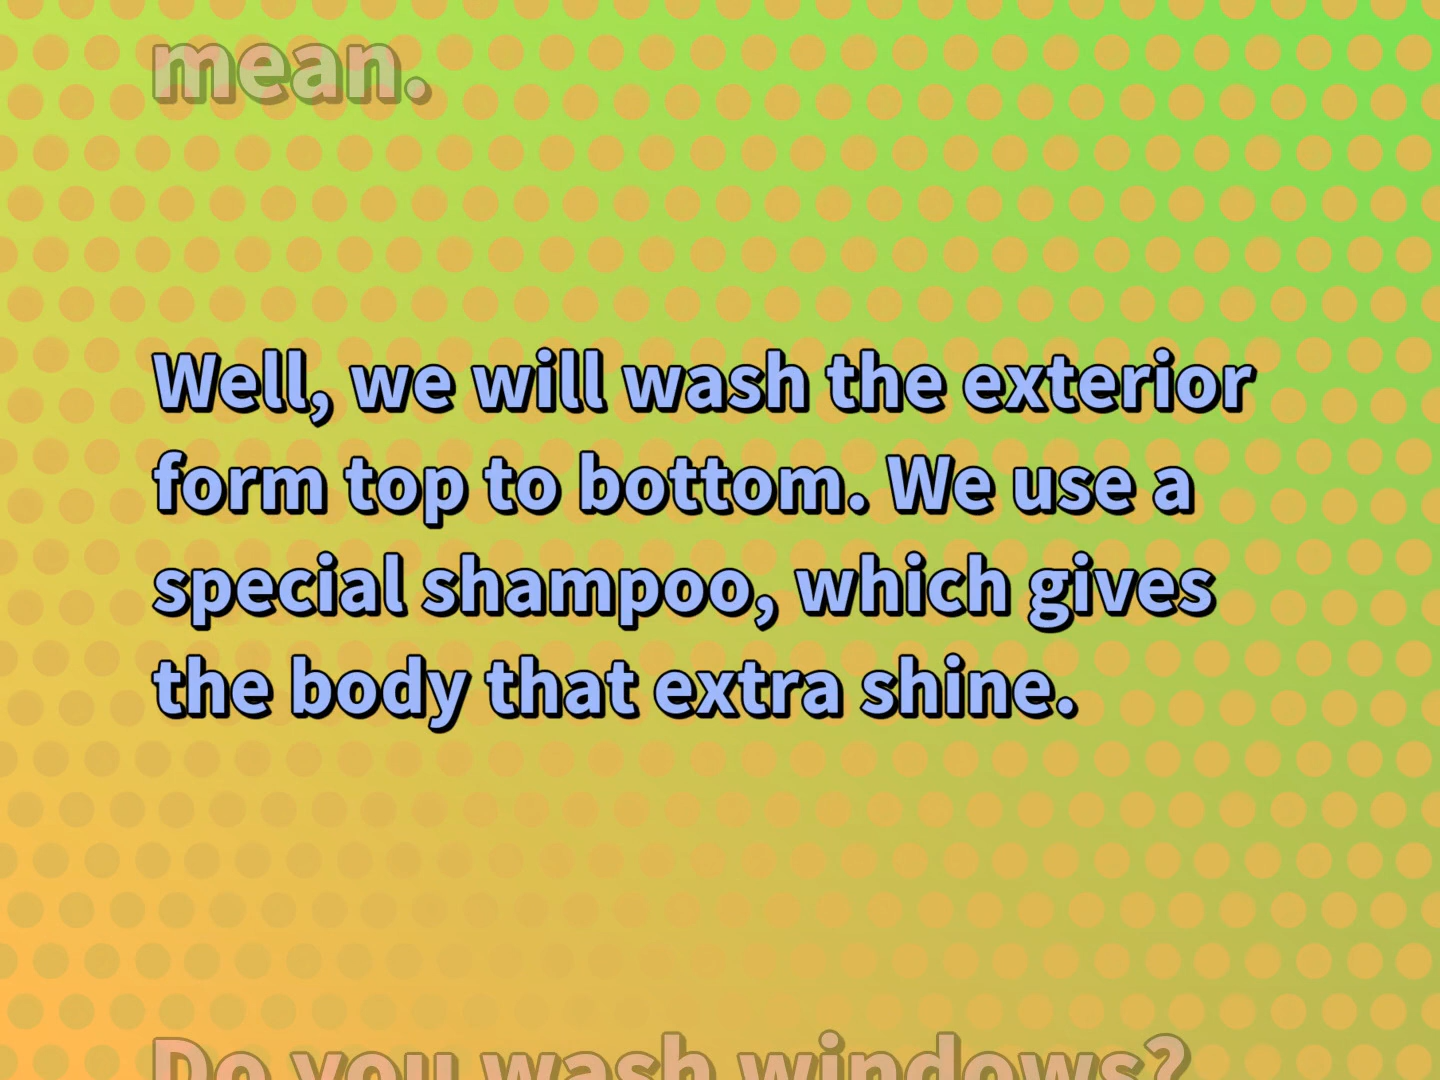 mean.
Well, we will wash the exterior
form top to bottom. We use a
special shampoo, which gives
the body that extra shine.
Do you wash windows?